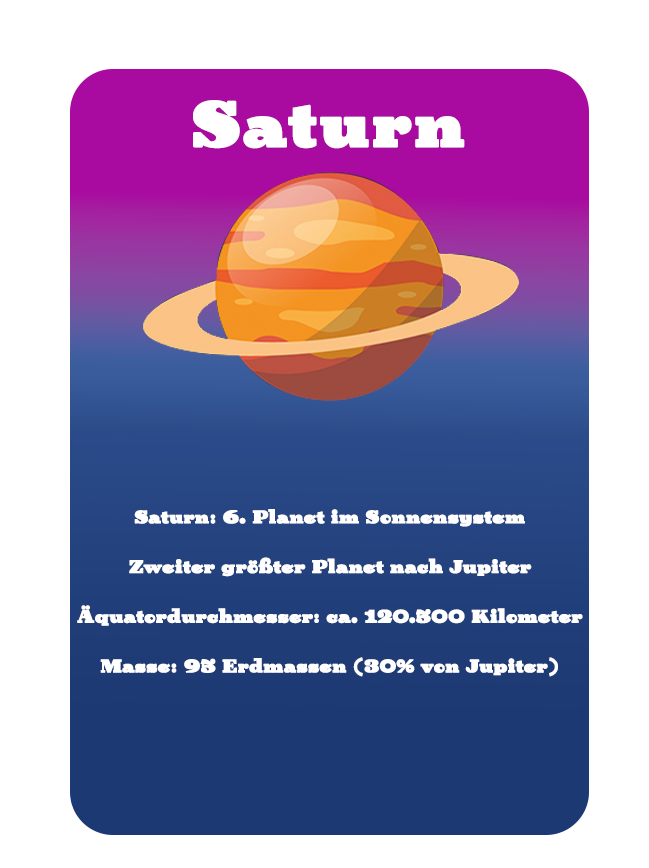 Saturn
Saturn: 6. Planet im Sonnensystem
Zweiter größter Planet nach Jupiter
Äquatordurchmesser: ca. 120.500 Kilometer
Masse: 95 Erdmassen (30% von Jupiter)